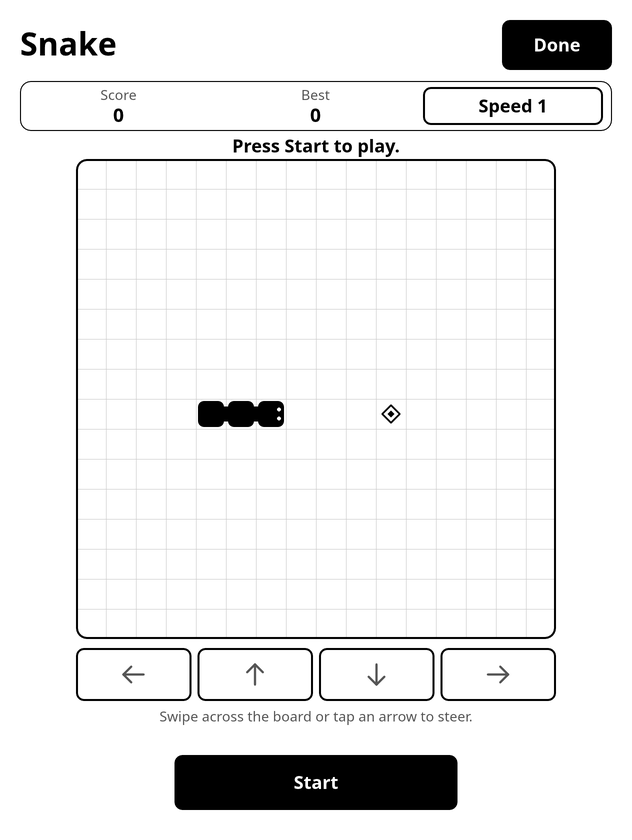 Snake
Done
Score
0
Best
0
Speed 1
Press Start to play.
Swipe across the board or tap an arrow to steer.
Start